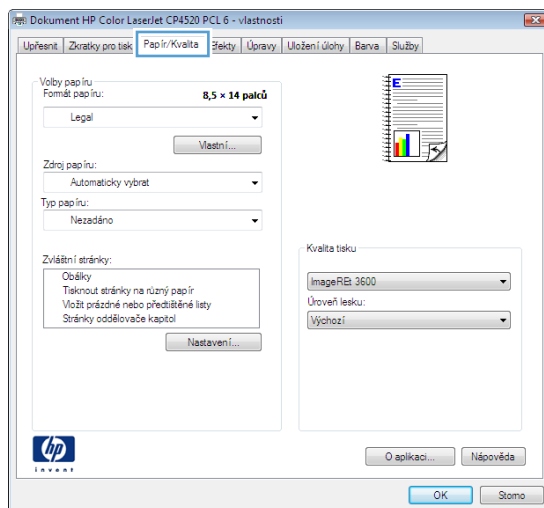 Dokument HP Color LaserJet CP4520 PCL 6 - vlastnosti
Upřesnit Zkratky pro tisk Papír/Kvalita Efekty Úpravy Uložení úlohy Barva Služby
Volby papíru
Formát papíru: 8,5 × 14 palců
Legal
Vlastní...
Zdroj papíru:
Automaticky vybrat
Typ papíru:
Nezadáno
Zvláštní stránky:
Obálky
Tisknout stránky na různý papír
Vložit prázdné nebo předtištěné listy
Stránky oddělovače kapitol
Nastavení...
E
Kvalita tisku
ImageREt 3600
Úroveň lesku:
Výchozí
hp
invent
O aplikaci... Nápověda
OK Storno